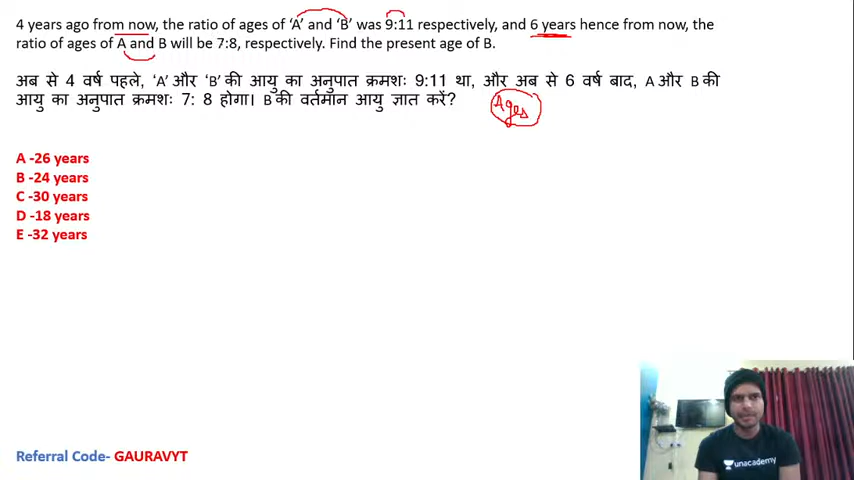 4 years ago from now, the ratio of ages of ‘A’ and ‘B’ was 9:11 respectively, and 6 years hence from now, the
ratio of ages of A and B will be 7:8, respectively. Find the present age of B.
अब से 4 वर्ष पहले, ‘A’ और ‘B’ की आयु का अनुपात क्रमशः 9:11 था, और अब से 6 वर्ष बाद, A और B की
आयु का अनुपात क्रमशः 7: 8 होगा। B की वर्तमान आयु ज्ञात करें?
Ages
A -26 years
B -24 years
C -30 years
D -18 years
E -32 years
unacademy
Referral Code- GAURAVYT